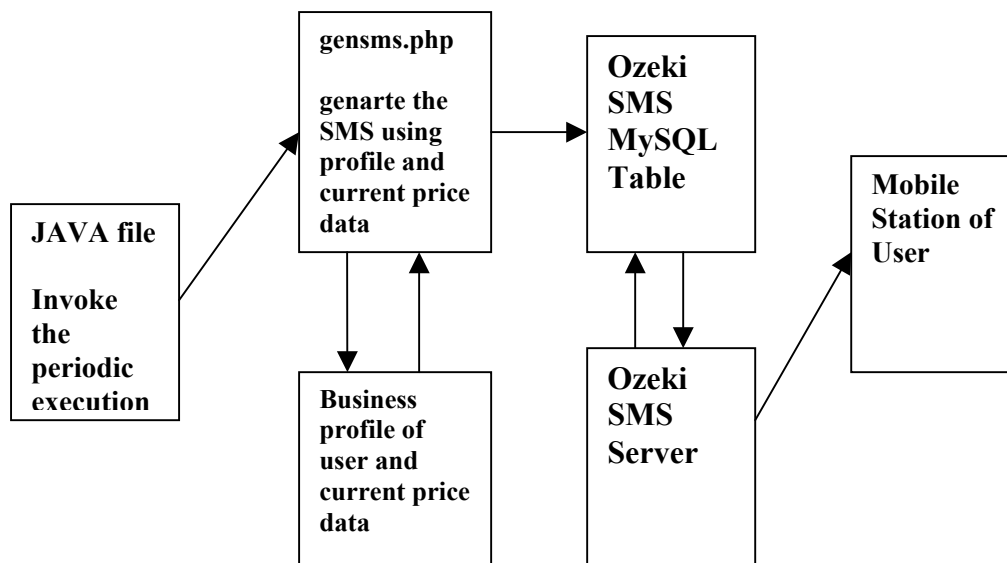 gensms.php
genarte the
SMS using
profile and
current price
data
Ozeki
SMS
MySQL
Table
Mobile
Station of
User
JAVA file
Invoke
the
periodic
execution
Business
profile of
user and
current price
data
Ozeki
SMS
Server